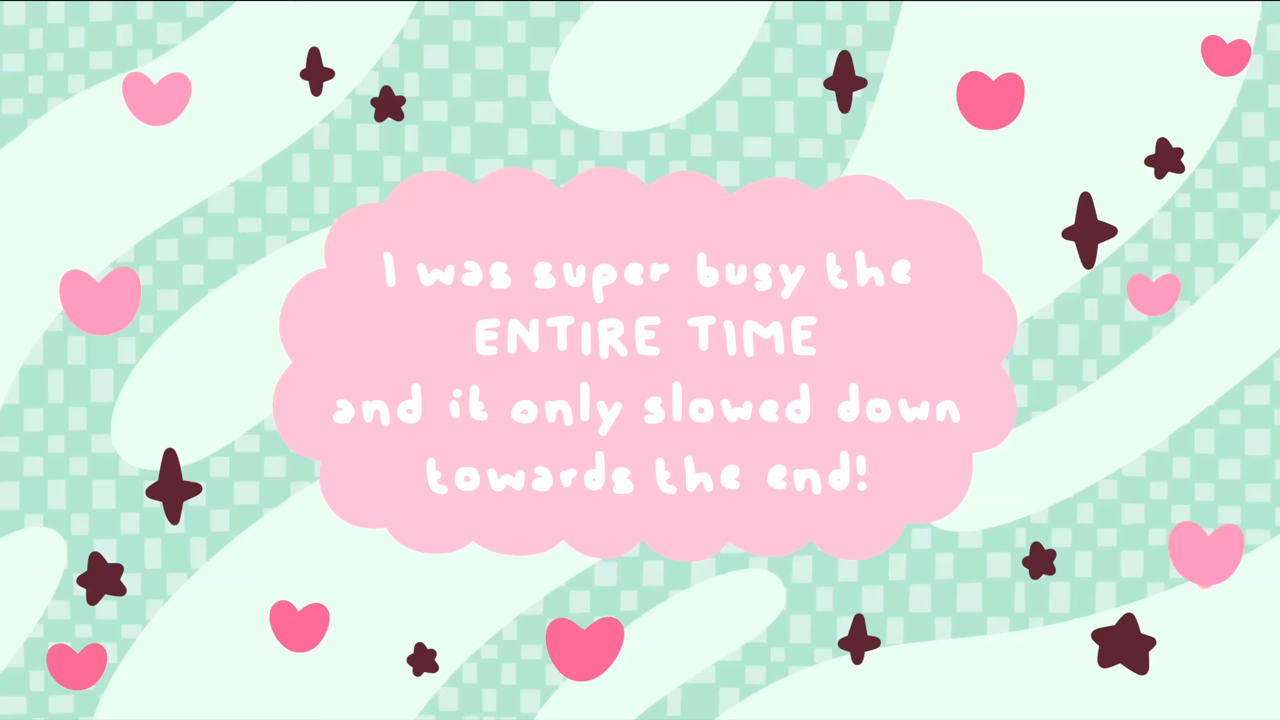 I was super busy the
ENTIRE TIME
and it only slowed down
towards the end!